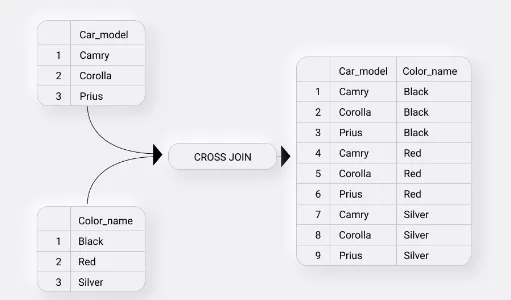 Car_model
1 Camry
2 Corolla
3 Prius
CROSS JOIN
Color_name
1 Black
2 Red
3 Silver
Car_model Color_name
1 Camry Black
2 Corolla Black
3 Prius Black
4 Camry Red
5 Corolla Red
6 Prius Red
7 Camry Silver
8 Corolla Silver
9 Prius Silver